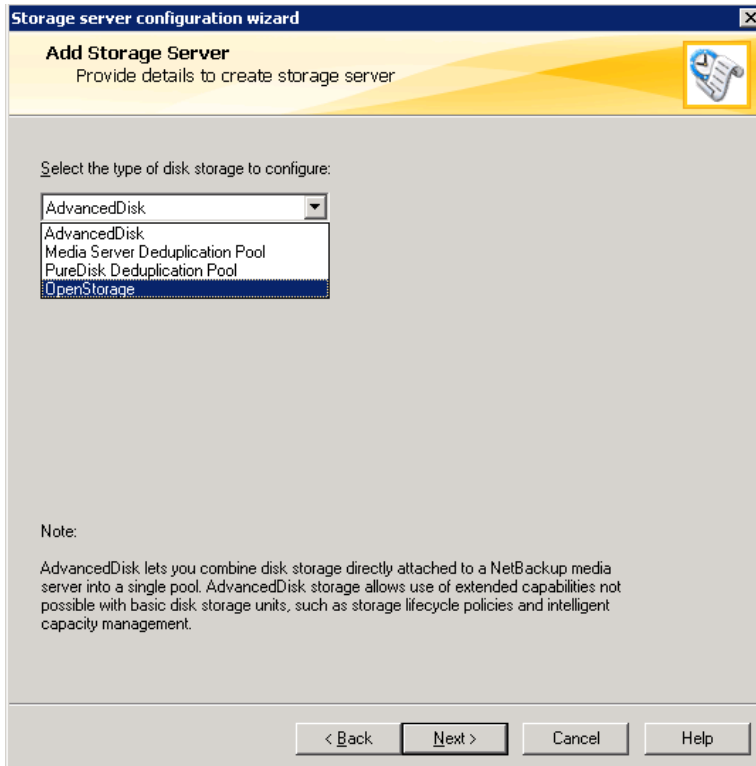 Storage server configuration wizard
Add Storage Server
Provide details to create storage server
Select the type of disk storage to configure:
AdvancedDisk
AdvancedDisk
Media Server Deduplication Pool
PureDisk Deduplication Pool
OpenStorage
Note:
AdvancedDisk lets you combine disk storage directly attached to a NetBackup media
server into a single pool. AdvancedDisk storage allows use of extended capabilities not
possible with basic disk storage units, such as storage lifecycle policies and intelligent
capacity management.
< Back
Next >
Cancel
Help